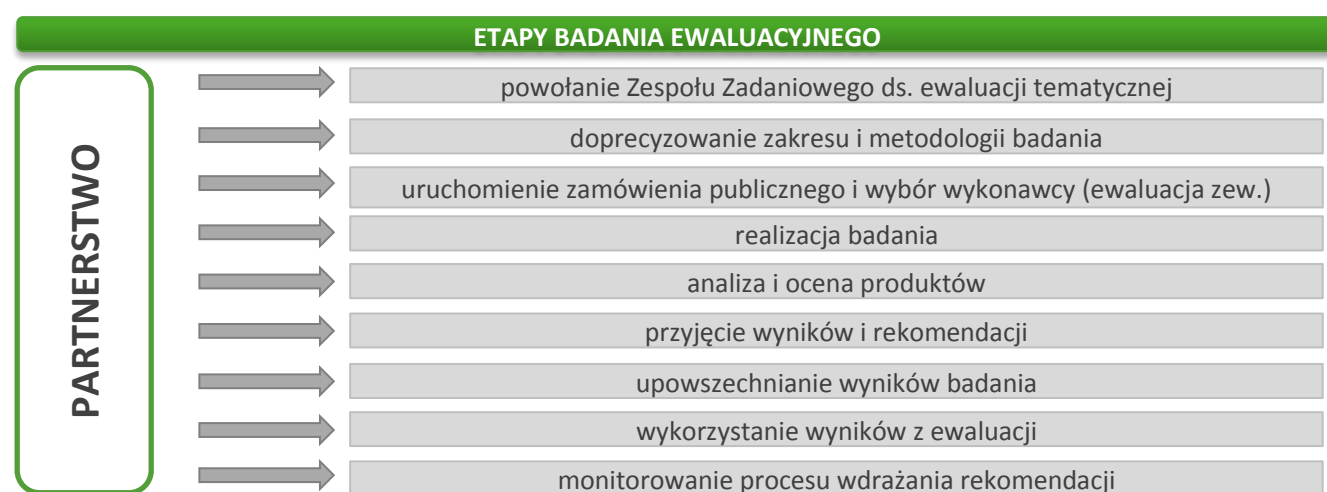 ETAPY BADANIA EWALUACYJNEGO
PARTNERSTWO
powołanie Zespołu Zadaniowego ds. ewaluacji tematycznej
doprecyzowanie zakresu i metodologii badania
uruchomienie zamówienia publicznego i wybór wykonawcy (ewaluacja zew.)
realizacja badania
analiza i ocena produktów
przyjęcie wyników i rekomendacji
upowszechnianie wyników badania
wykorzystanie wyników z ewaluacji
monitorowanie procesu wdrażania rekomendacji